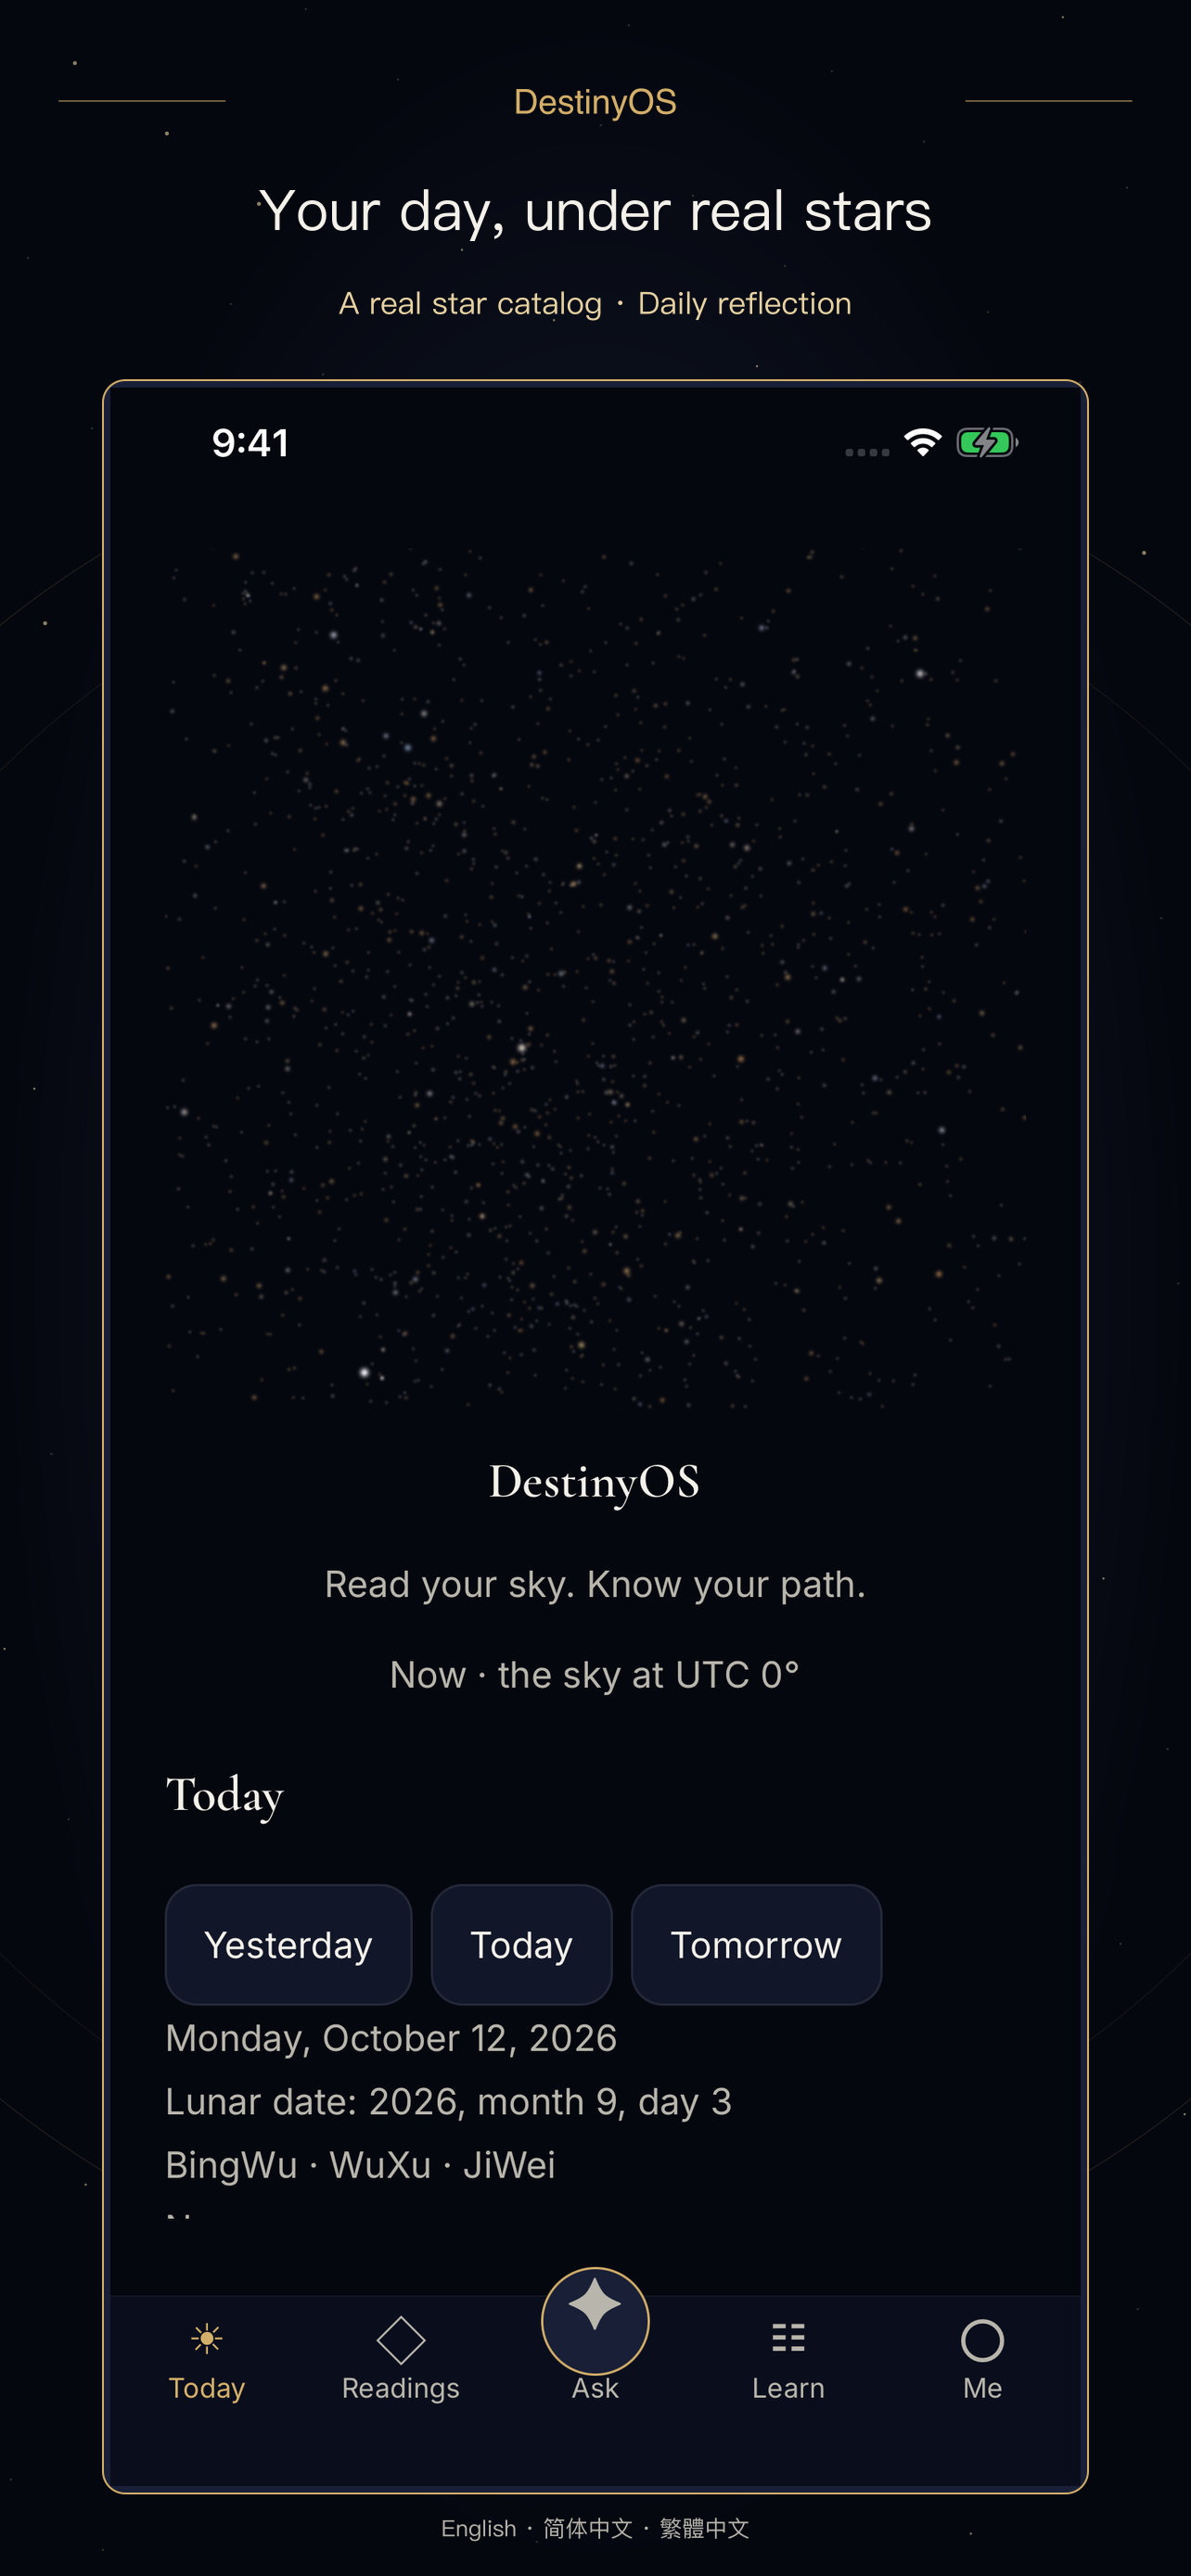 DestinyOS
Your day, under real stars
A real star catalog · Daily reflection
9:41
DestinyOS
Read your sky. Know your path.
Now · the sky at UTC 0°
Today
Yesterday Today Tomorrow
Monday, October 12, 2026
Lunar date: 2026, month 9, day 3
BingWu · WuXu · JiWei
Today Readings Ask Learn Me
English · 简体中文 · 繁體中文